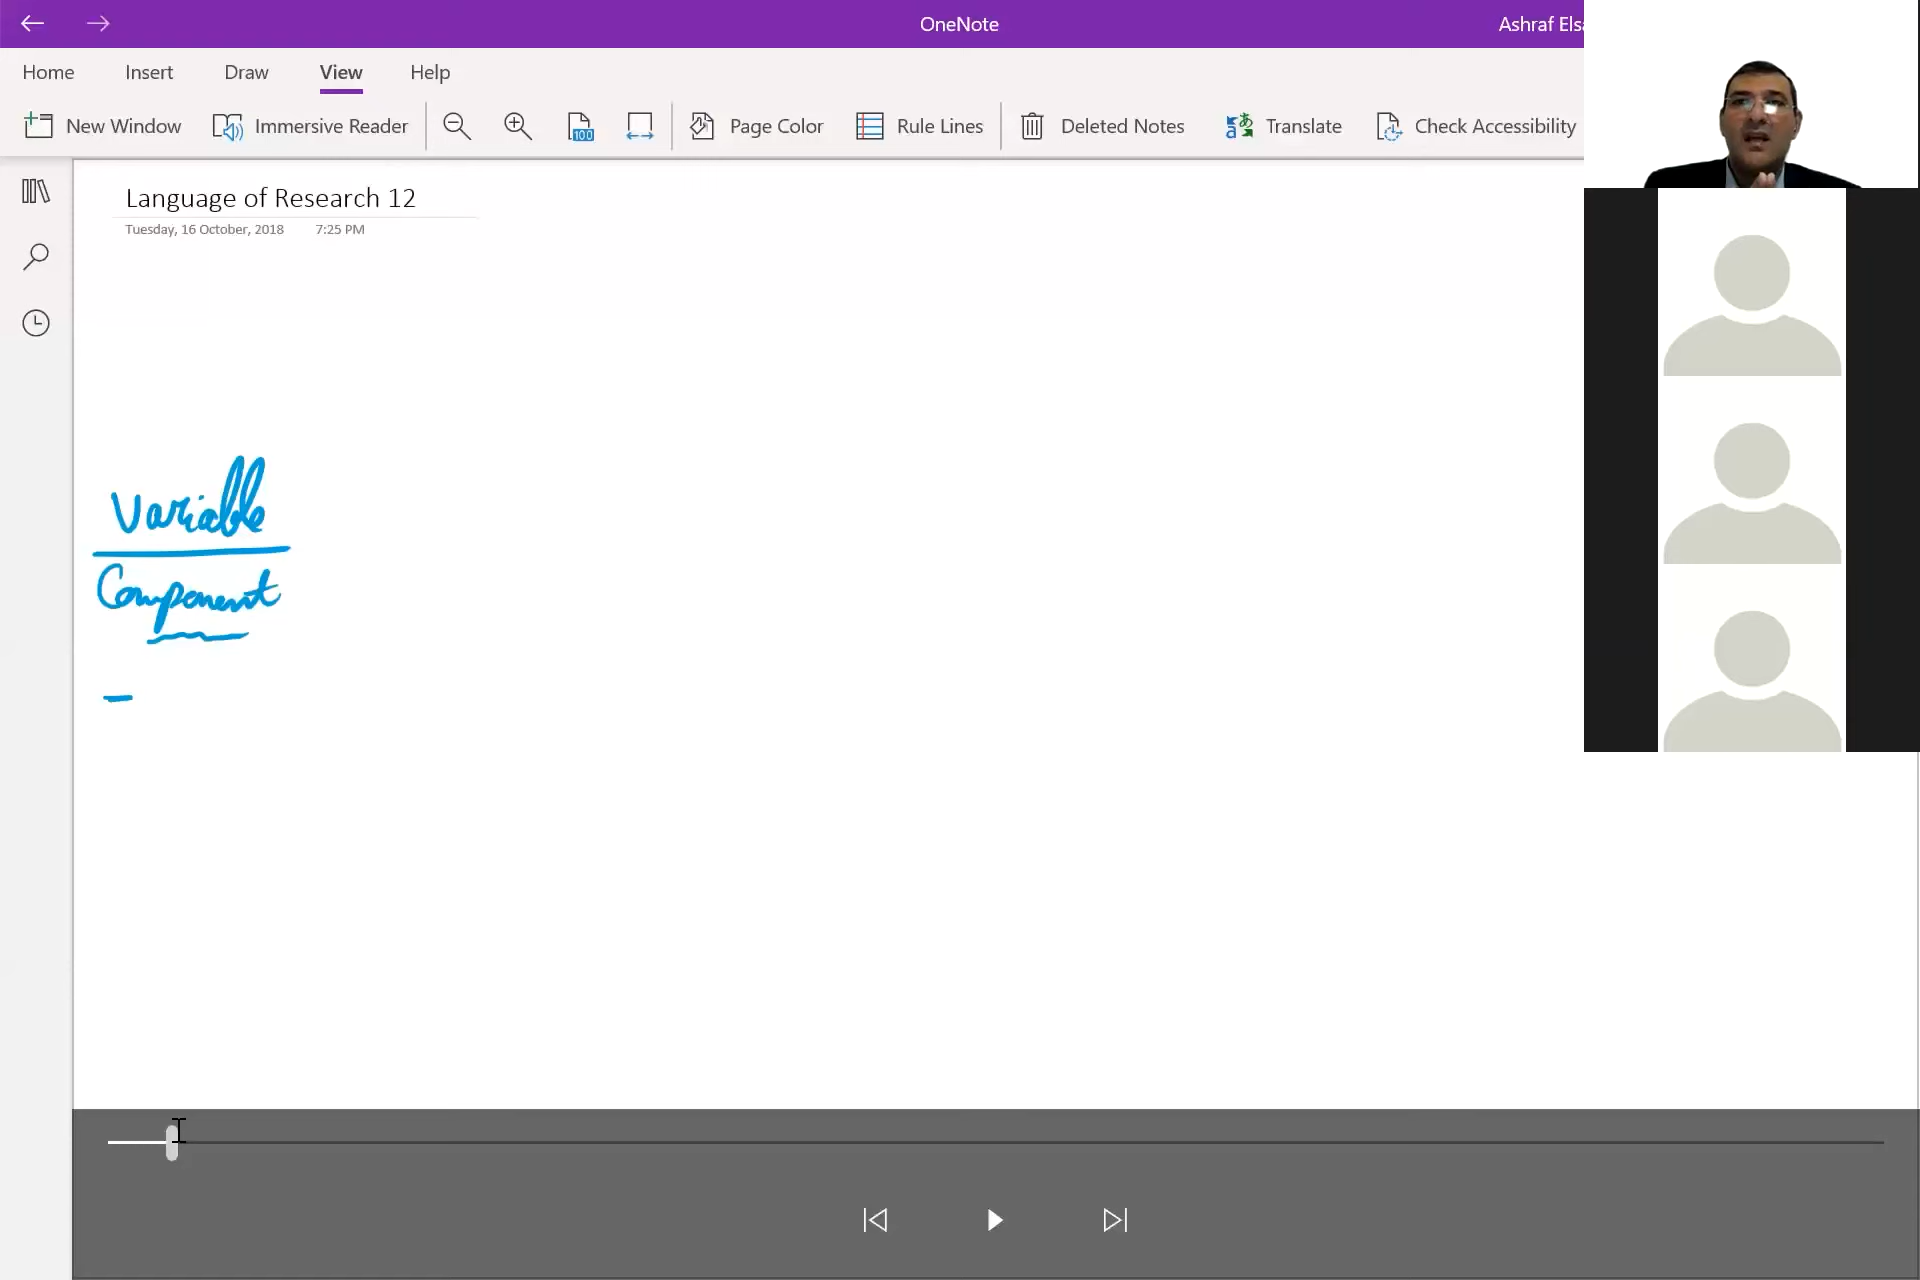 OneNote
Ashraf Els
Home Insert Draw View Help
New Window Immersive Reader 100 Page Color Rule Lines Deleted Notes Translate Check Accessibility
Language of Research 12
Tuesday, 16 October, 2018 7:25 PM
Variable
Component